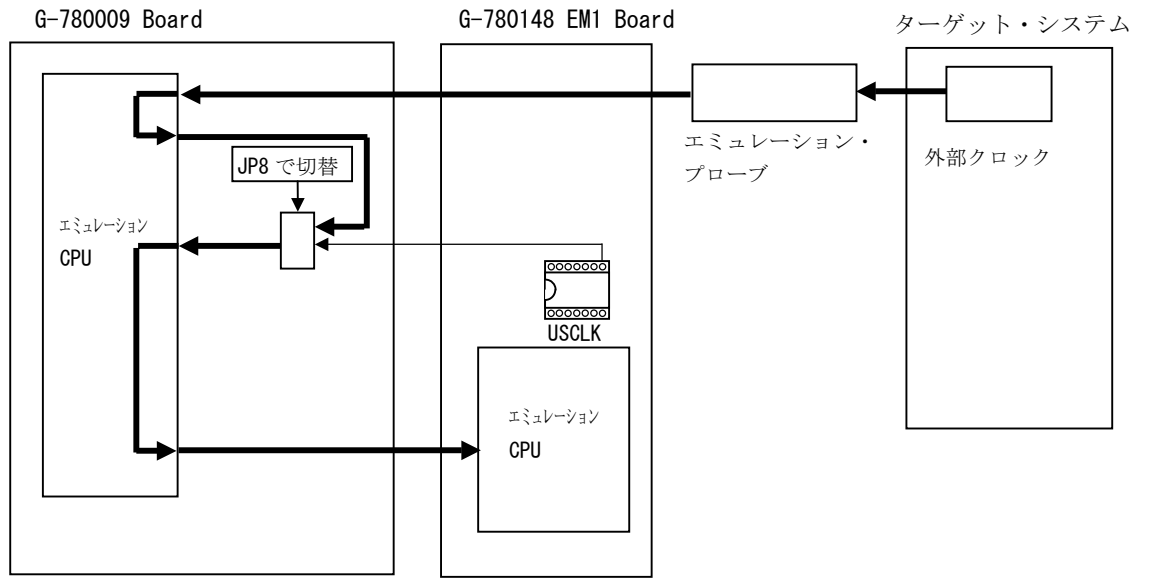 G-780009 Board
G-780148 EM1 Board
ターゲット・システム
エミュレーション・
プローブ
外部クロック
JP8 で切替
エミュレーション
CPU
USCLK
エミュレーション
CPU